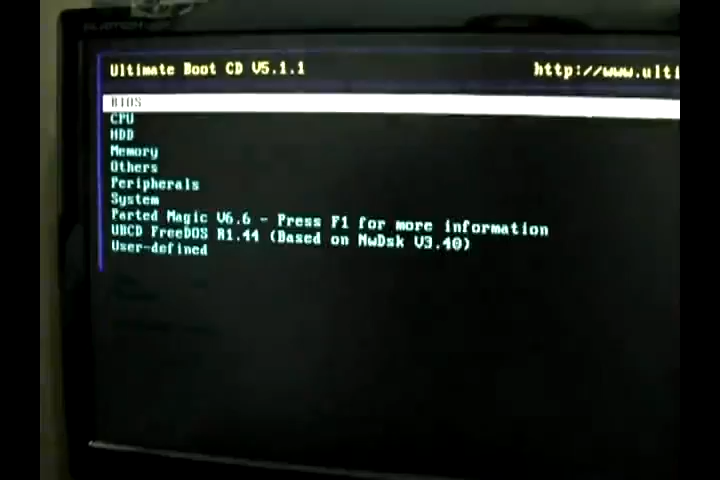 Ultimate Boot CD V5.1.1
http://www.ulti
BIOS
CPU
HDD
Memory
Others
Peripherals
System
Parted Magic V6.6 - Press F1 for more information
UBCD FreeDOS R1.44 (Based on NwDsk V3.40)
User-defined